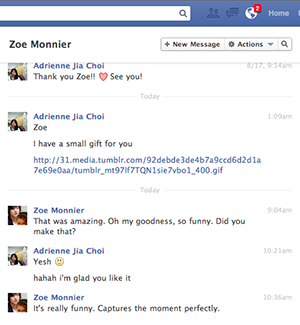 2
Home
Zoe Monnier
+ New Message
Actions
Adrienne Jia Choi 8/17, 9:14am
Thank you Zoe!! ❤ See you!
Today
Adrienne Jia Choi 1:09am
Zoe
I have a small gift for you
http://31.media.tumblr.com/92debde3de4b7a9ccd6d2d1a
7e69e0aa/tumblr_mt97lf7TQN1sie7vbo1_400.gif
Today
Zoe Monnier 9:04am
That was amazing. Oh my goodness, so funny. Did you
make that?
Adrienne Jia Choi 10:21am
Yesh 🙂
hahah i'm glad you like it
Zoe Monnier 10:36am
It's really funny. Captures the moment perfectly.